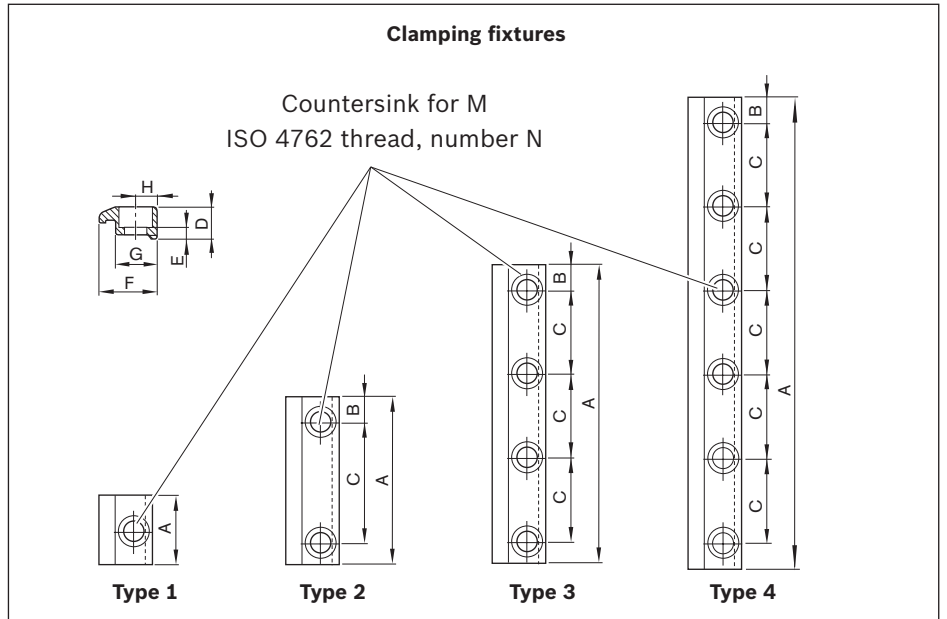 Clamping fixtures
Countersink for M
ISO 4762 thread, number N
H
D
E
G
F
A
Type 1
B
C
A
Type 2
B
C
C
C
A
Type 3
B
C
C
C
C
C
A
Type 4